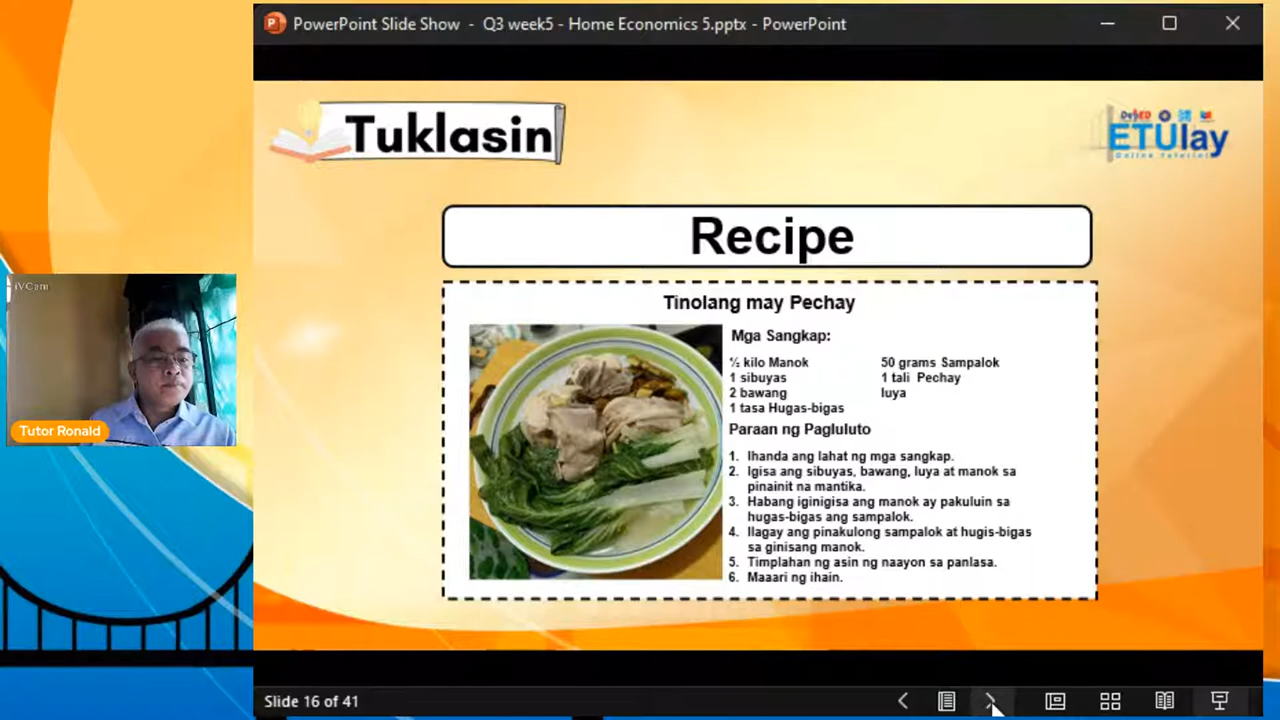 PowerPoint Slide Show - Q3 week5 - Home Economics 5.pptx - PowerPoint
Tuklasin
DepED
ETUlay
Online Tutorial
Recipe
Tinolang may Pechay
Mga Sangkap:
½ kilo Manok
1 sibuyas
2 bawang
1 tasa Hugas-bigas
50 grams Sampalok
1 tali Pechay
luya
Paraan ng Pagluluto
1. Ihanda ang lahat ng mga sangkap.
2. Igisa ang sibuyas, bawang, luya at manok sa
pinainit na mantika.
3. Habang iginigisa ang manok ay pakuluin sa
hugas-bigas ang sampalok.
4. Ilagay ang pinakulong sampalok at hugis-bigas
sa ginisang manok.
5. Timplahan ng asin ng naayon sa panlasa.
6. Maaari ng ihain.
iVCam
Tutor Ronald
Slide 16 of 41